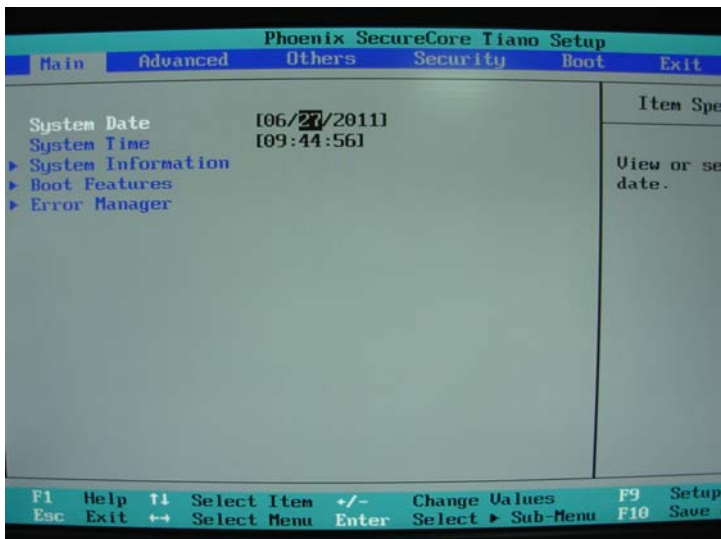 Phoenix SecureCore Tiano Setup
Main Advanced Others Security Boot Exit
Item Spe
System Date [06/27/2011]
System Time [09:44:56]
▶ System Information
▶ Boot Features
▶ Error Manager
View or se
date.
F1 Help ↑↓ Select Item +/- Change Values F9 Setup
Esc Exit ↔ Select Menu Enter Select ▶ Sub-Menu F10 Save